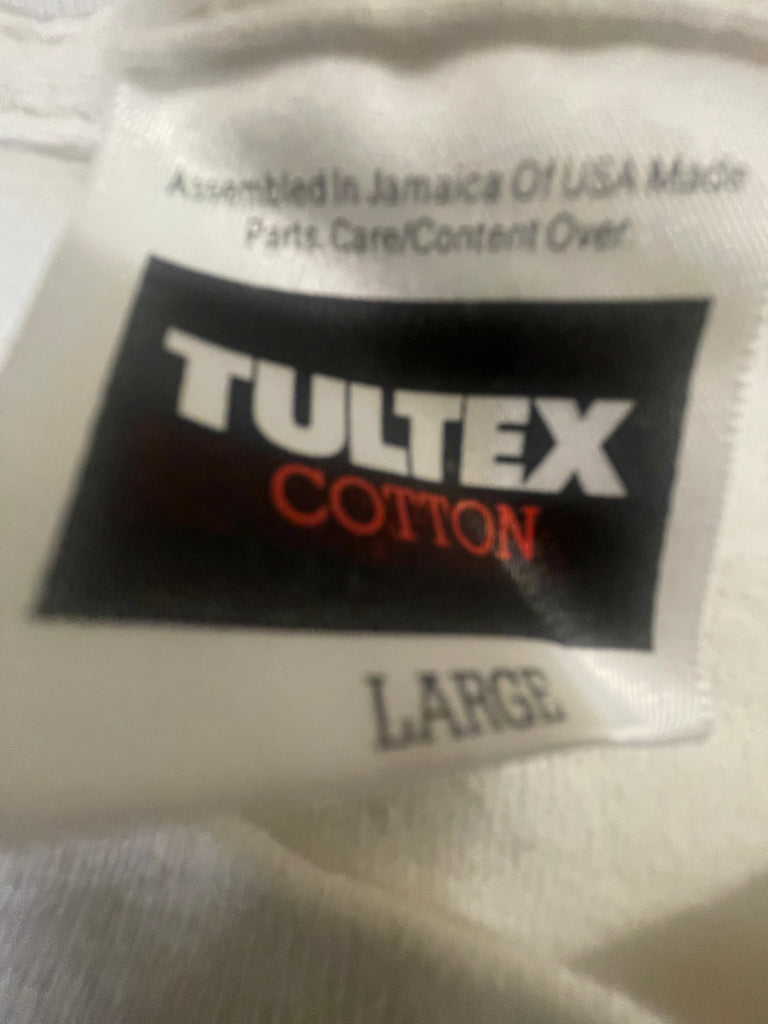 Assembled In Jamaica Of USA Made
Parts. Care/Content Over.
TULTEX
COTTON
LARGE